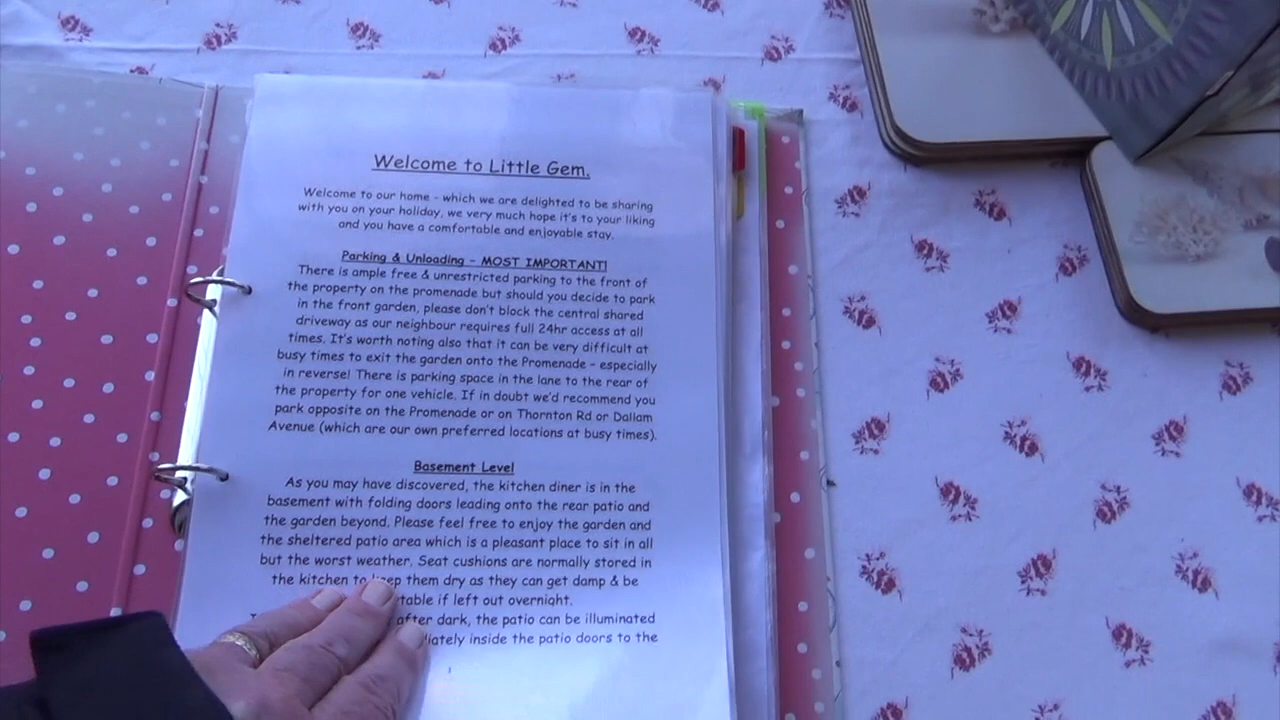 Welcome to Little Gem.
Welcome to our home - which we are delighted to be sharing
with you on your holiday, we very much hope it's to your liking
and you have a comfortable and enjoyable stay.
Parking & Unloading - MOST IMPORTANT!
There is ample free & unrestricted parking to the front of
the property on the promenade but should you decide to park
in the front garden, please don't block the central shared
driveway as our neighbour requires full 24hr access at all
times. It's worth noting also that it can be very difficult at
busy times to exit the garden onto the Promenade - especially
in reverse! There is parking space in the lane to the rear of
the property for one vehicle. If in doubt we'd recommend you
park opposite on the Promenade or on Thornton Rd or Dallam
Avenue (which are our own preferred locations at busy times).
Basement Level
As you may have discovered, the kitchen diner is in the
basement with folding doors leading onto the rear patio and
the garden beyond. Please feel free to enjoy the garden and
the sheltered patio area which is a pleasant place to sit in all
but the worst weather. Seat cushions are normally stored in
the kitchen to keep them dry as they can get damp & be
if left out overnight.
after dark, the patio can be illuminated
inside the patio doors to the